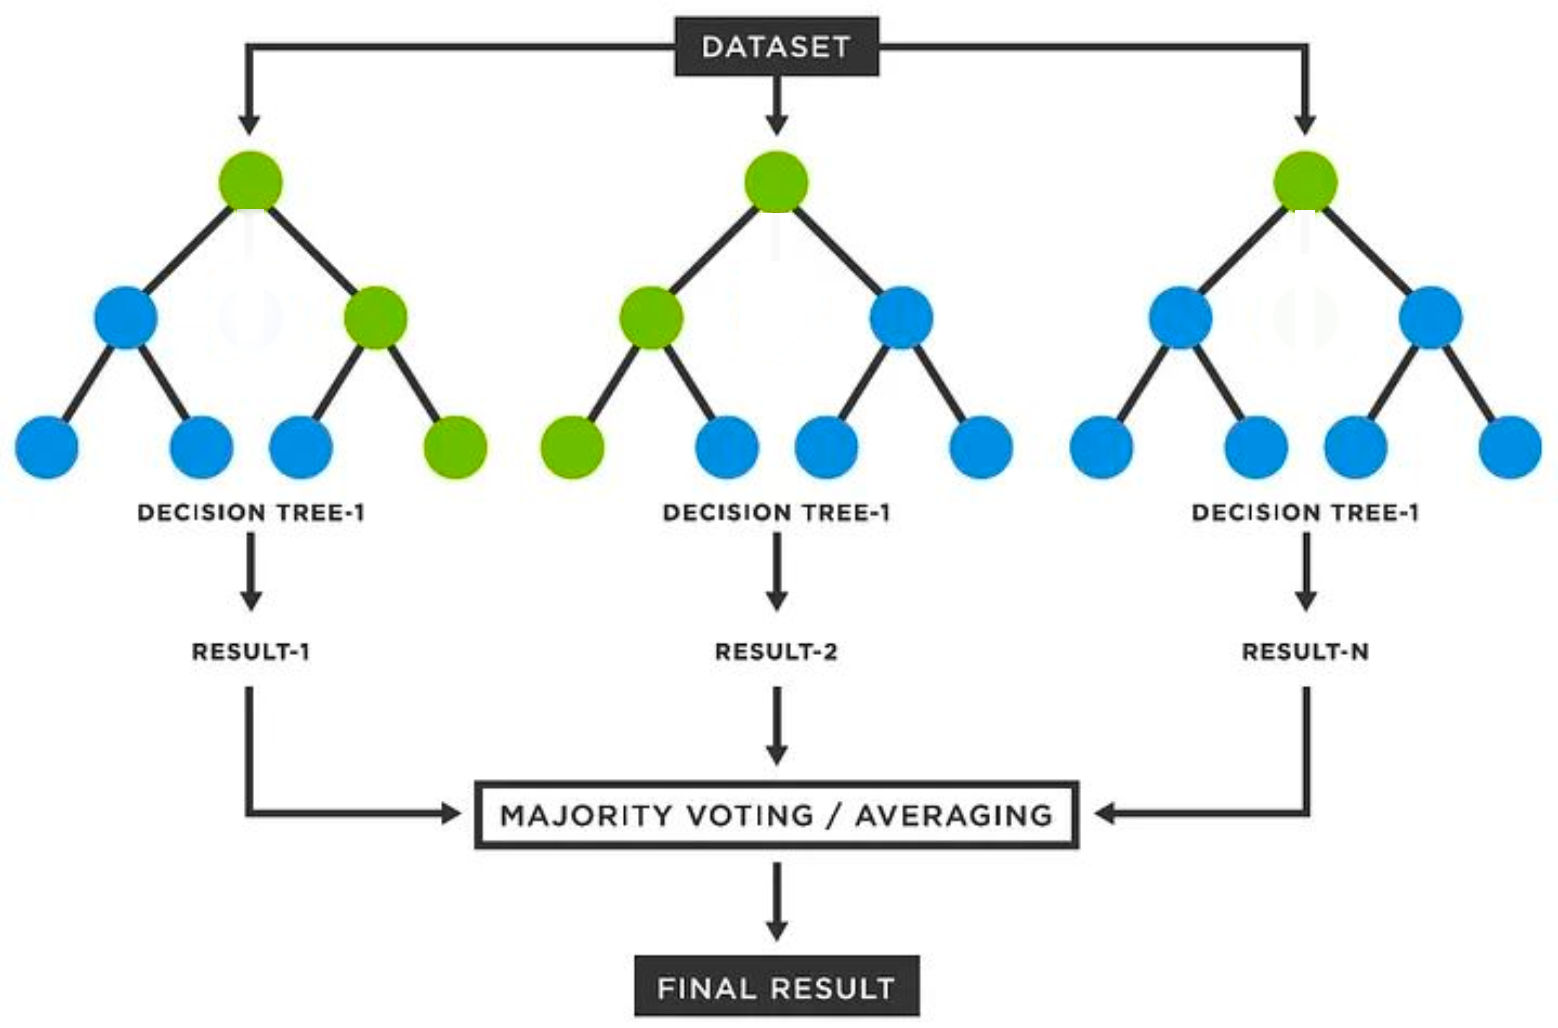 DATASET
DECISION TREE-1
DECISION TREE-1
DECISION TREE-1
RESULT-1
RESULT-2
RESULT-N
MAJORITY VOTING / AVERAGING
FINAL RESULT